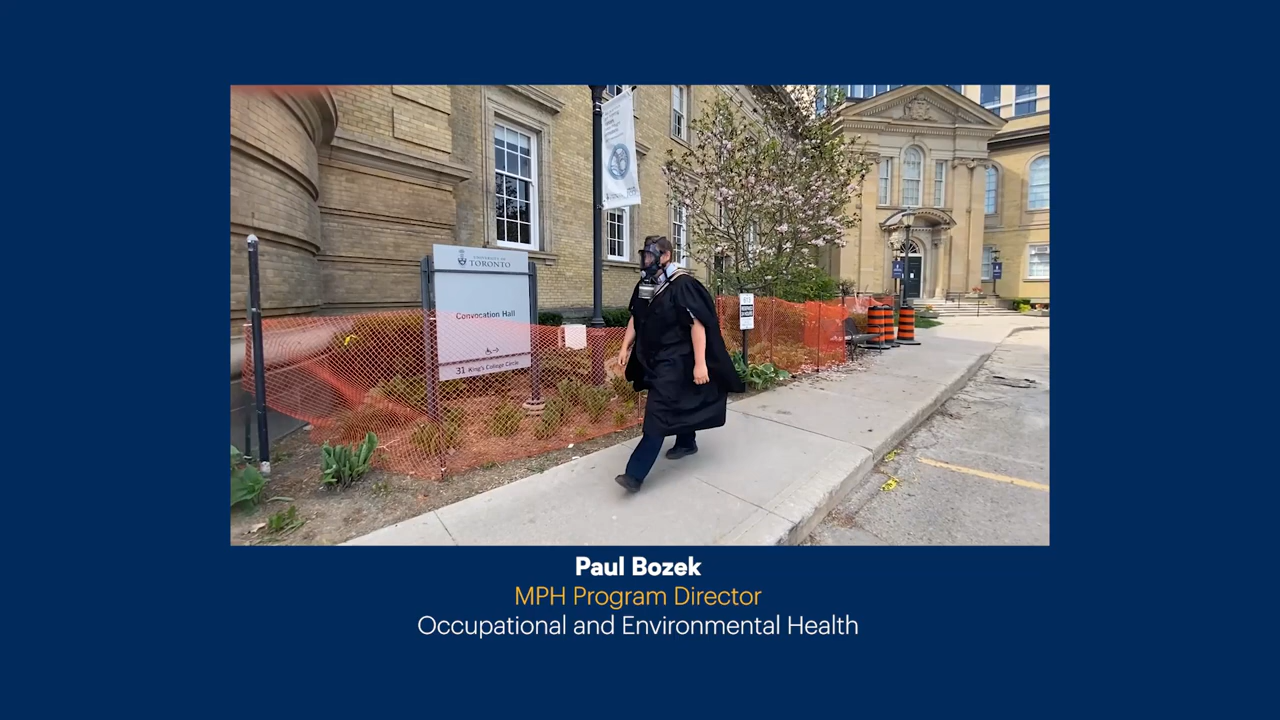 UNIVERSITY OF
TORONTO
Convocation Hall
31 King's College Circle
Paul Bozek
MPH Program Director
Occupational and Environmental Health